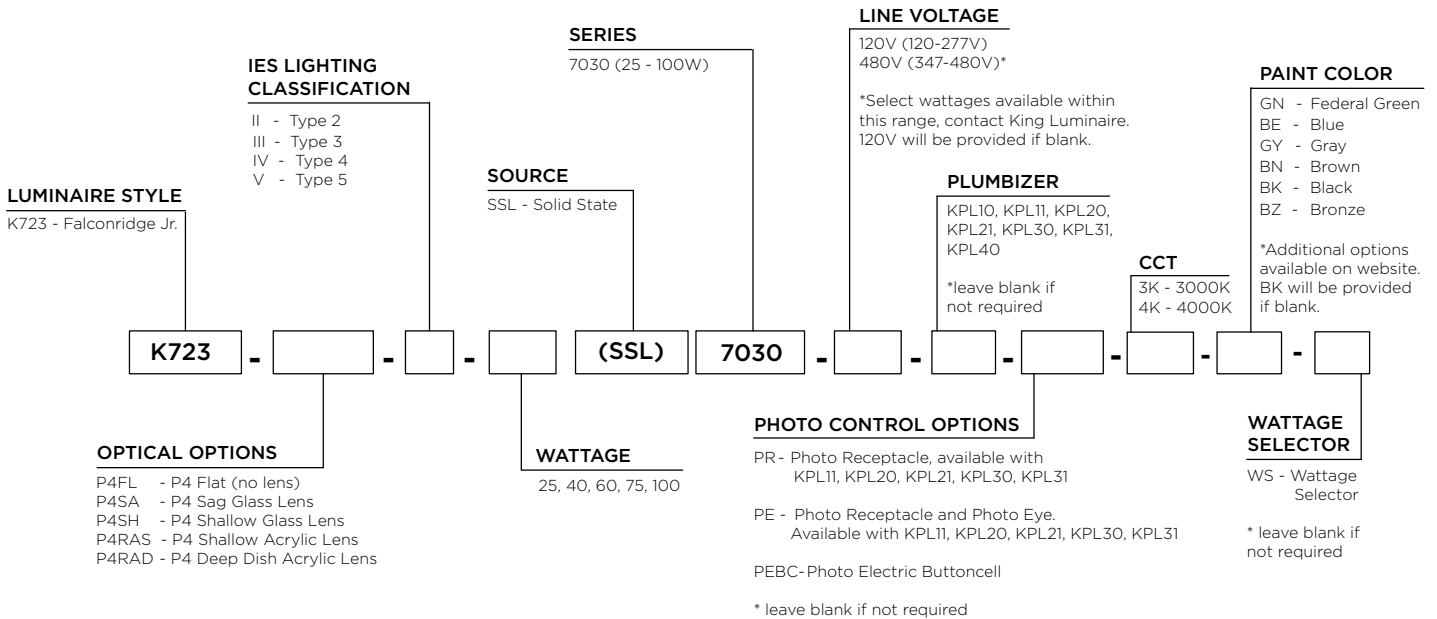 LINE VOLTAGE
120V (120-277V)
480V (347-480V)*
*Select wattages available within
this range, contact King Luminaire.
120V will be provided if blank.
SERIES
7030 (25 - 100W)
IES LIGHTING
CLASSIFICATION
II - Type 2
III - Type 3
IV - Type 4
V - Type 5
PAINT COLOR
GN - Federal Green
BE - Blue
GY - Gray
BN - Brown
BK - Black
BZ - Bronze
*Additional options
available on website.
BK will be provided
if blank.
SOURCE
SSL - Solid State
PLUMBIZER
KPL10, KPL11, KPL20,
KPL21, KPL30, KPL31,
KPL40
*leave blank if
not required
LUMINAIRE STYLE
K723 - Falconridge Jr.
CCT
3K - 3000K
4K - 4000K
K723 - - - (SSL) 7030 - - - - - -
OPTICAL OPTIONS
P4FL - P4 Flat (no lens)
P4SA - P4 Sag Glass Lens
P4SH - P4 Shallow Glass Lens
P4RAS - P4 Shallow Acrylic Lens
P4RAD - P4 Deep Dish Acrylic Lens
WATTAGE
25, 40, 60, 75, 100
PHOTO CONTROL OPTIONS
PR - Photo Receptacle, available with
KPL11, KPL20, KPL21, KPL30, KPL31
PE - Photo Receptacle and Photo Eye.
Available with KPL11, KPL20, KPL21, KPL30, KPL31
PEBC-Photo Electric Buttoncell
* leave blank if not required
WATTAGE
SELECTOR
WS - Wattage
Selector
* leave blank if
not required